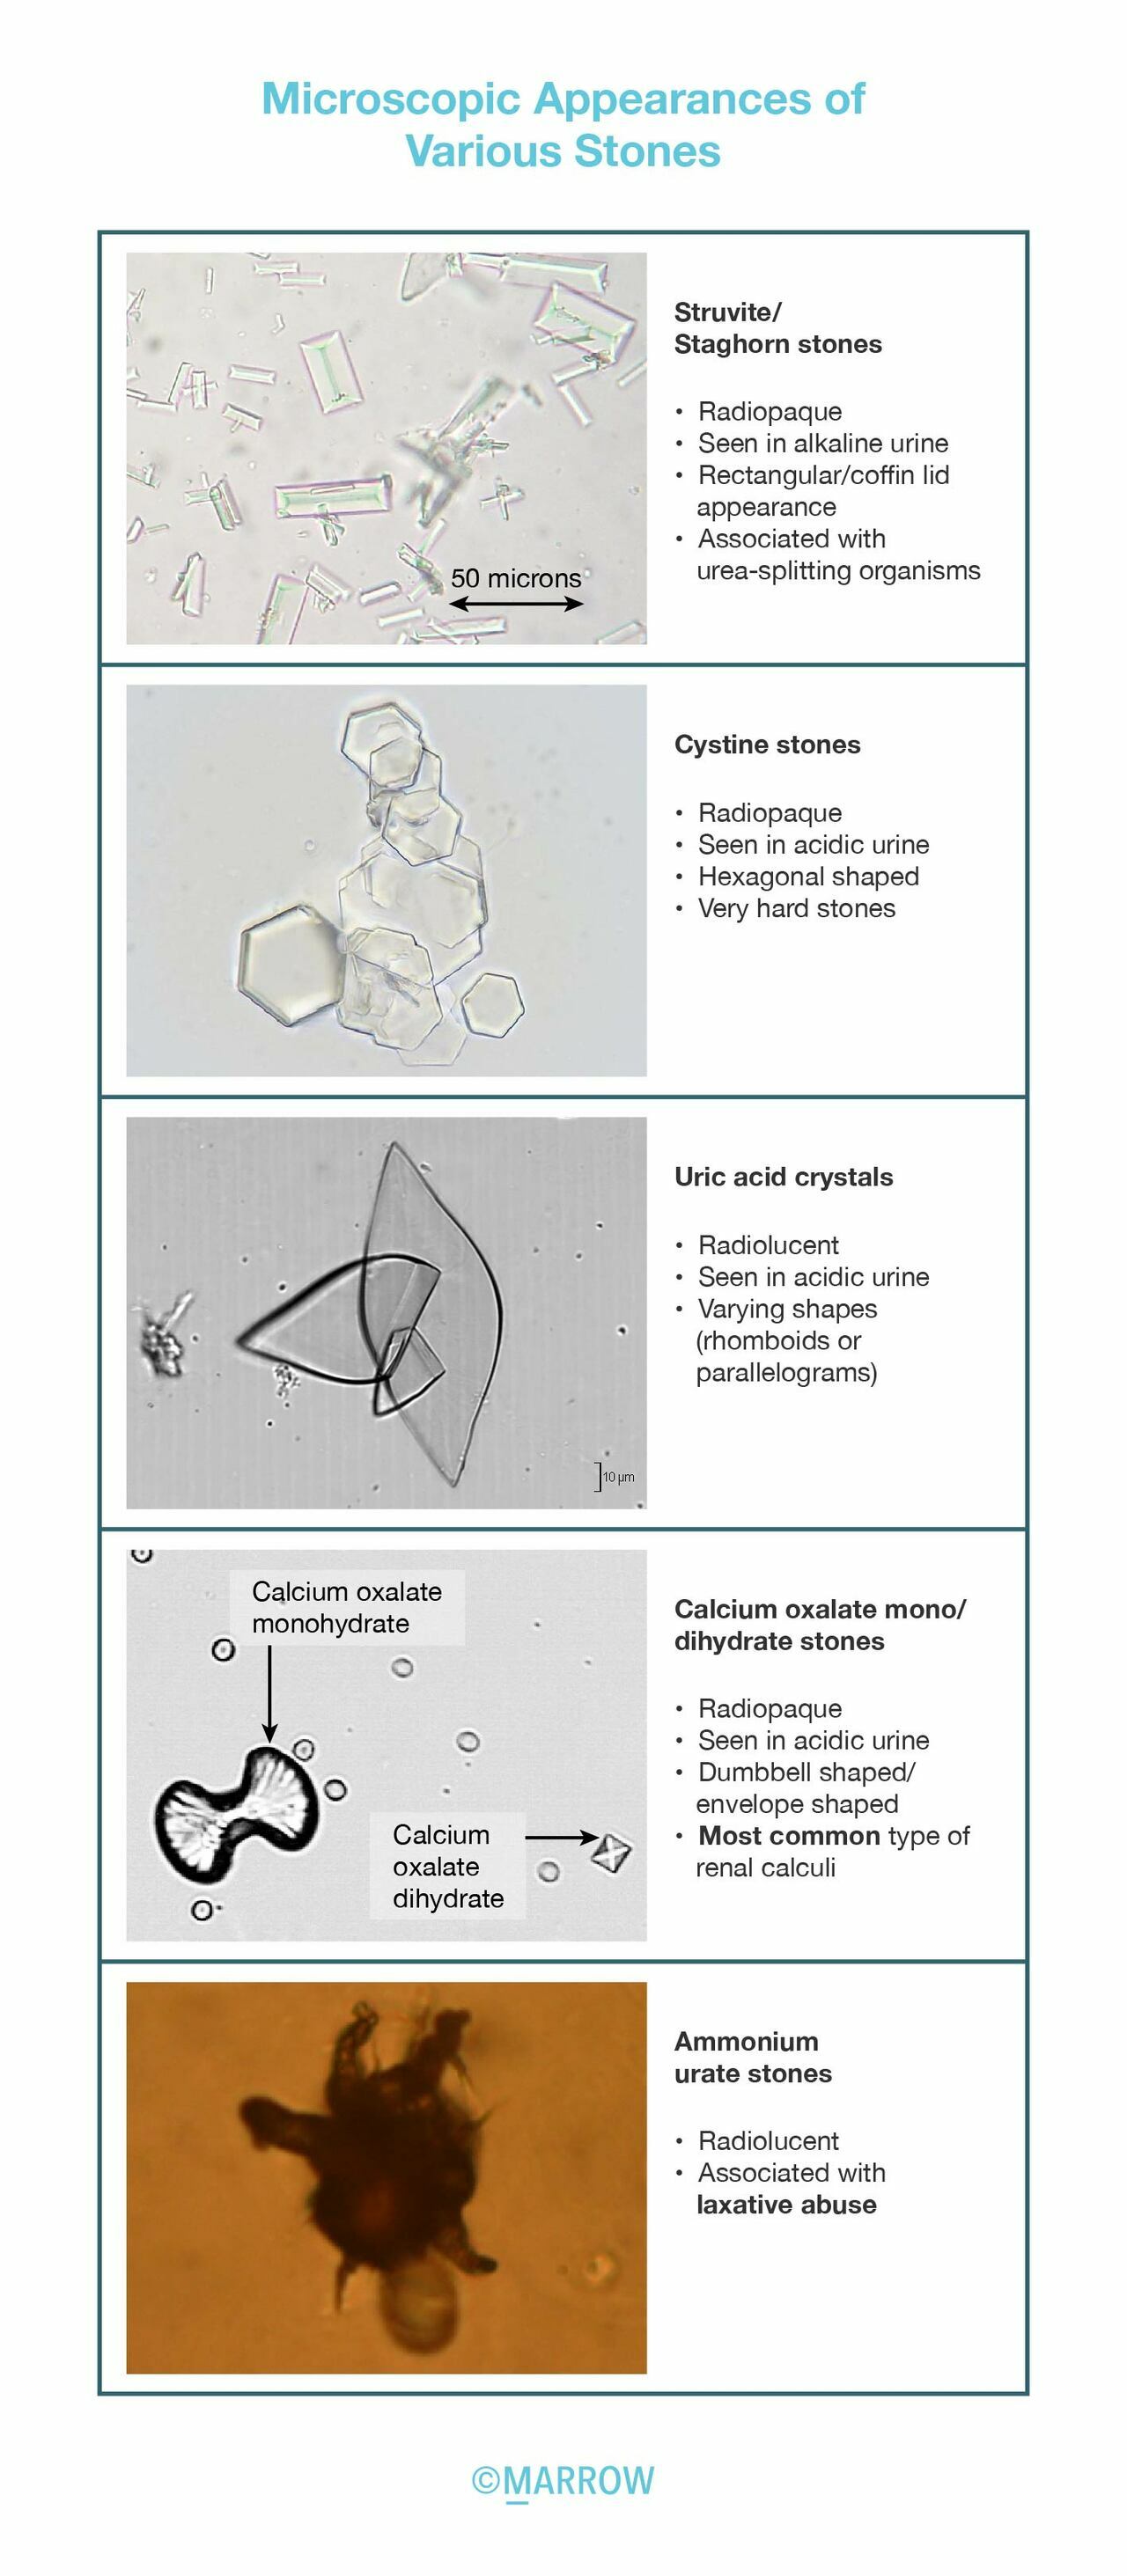 Microscopic Appearances of
Various Stones
Struvite/
Staghorn stones
• Radiopaque
• Seen in alkaline urine
• Rectangular/coffin lid
appearance
• Associated with
urea-splitting organisms
50 microns
Cystine stones
• Radiopaque
• Seen in acidic urine
• Hexagonal shaped
• Very hard stones
Uric acid crystals
• Radiolucent
• Seen in acidic urine
• Varying shapes
(rhomboids or
parallelograms)
10 µm
Calcium oxalate
monohydrate
Calcium
oxalate
dihydrate
Calcium oxalate mono/
dihydrate stones
• Radiopaque
• Seen in acidic urine
• Dumbbell shaped/
envelope shaped
• Most common type of
renal calculi
Ammonium
urate stones
• Radiolucent
• Associated with
laxative abuse
©MARROW